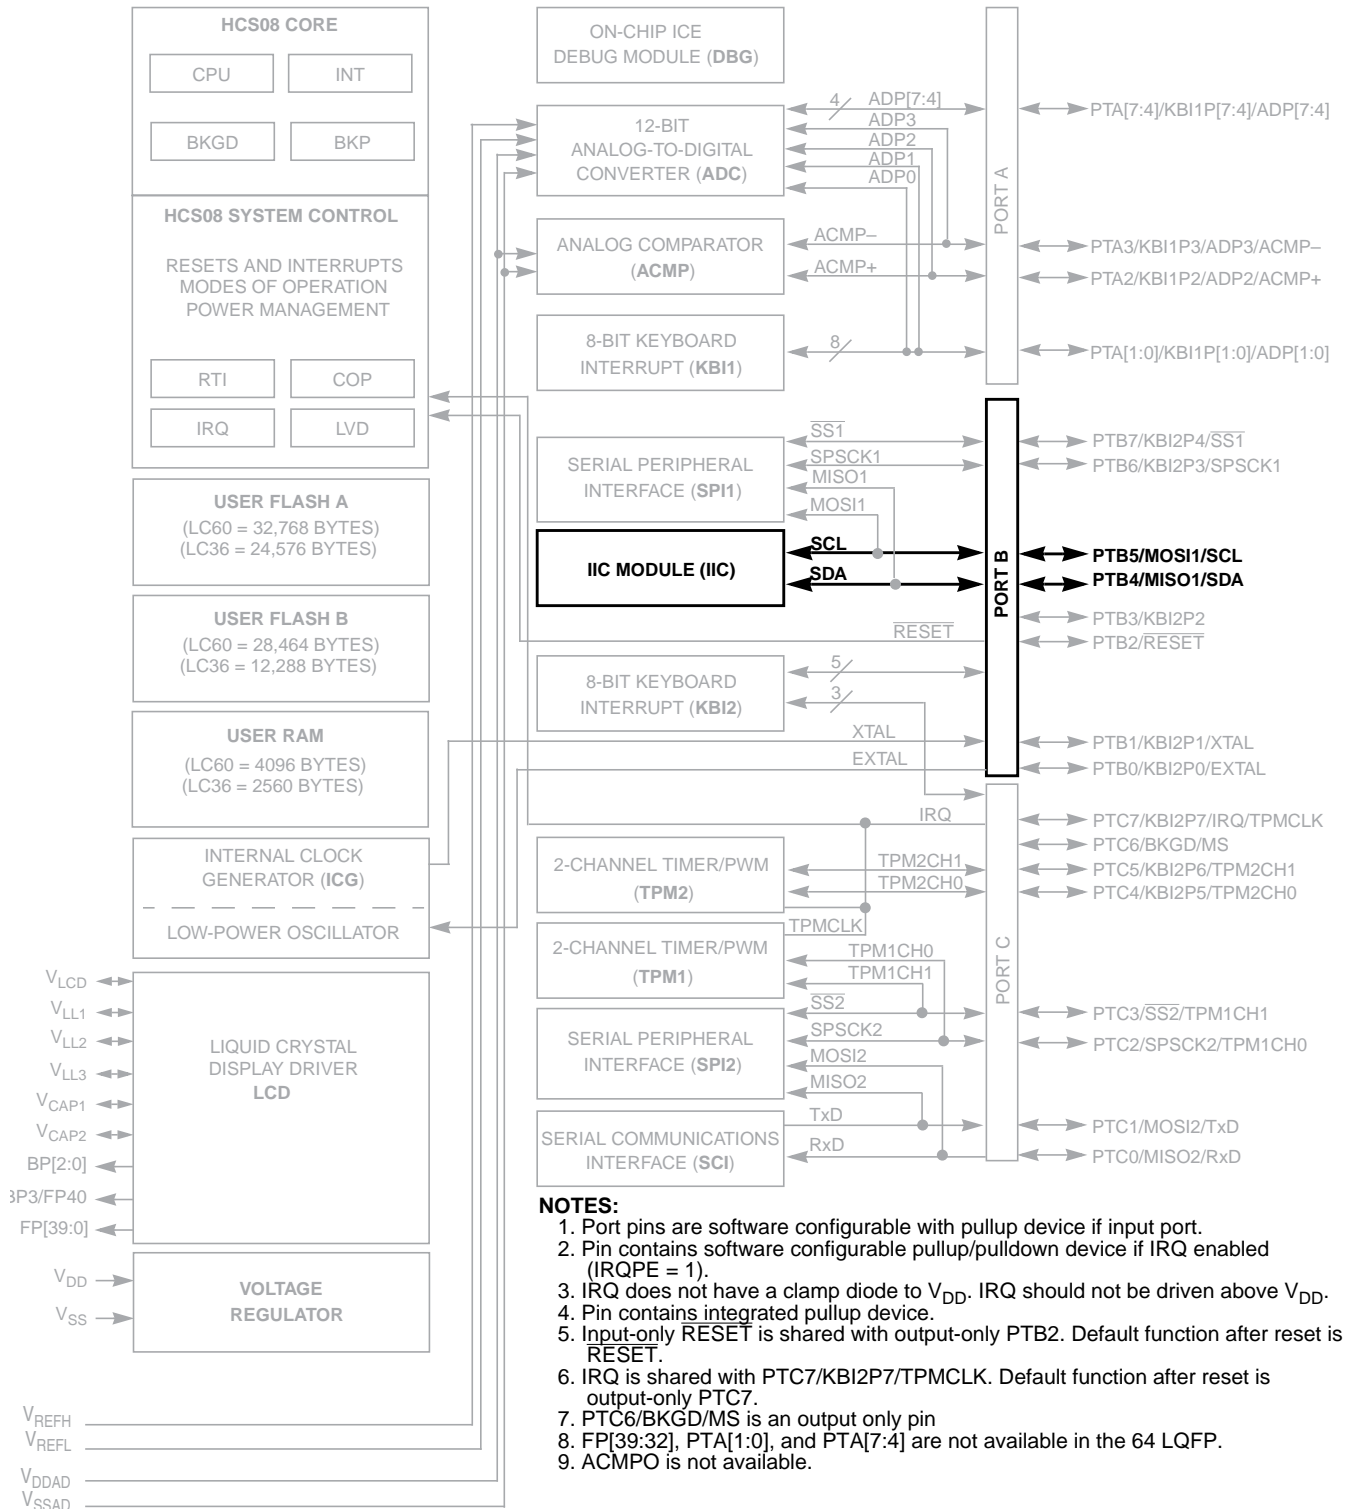 HCS08 CORE
CPU
INT
BKGD
BKP
HCS08 SYSTEM CONTROL
RESETS AND INTERRUPTS
MODES OF OPERATION
POWER MANAGEMENT
RTI
COP
IRQ
LVD
USER FLASH A
(LC60 = 32,768 BYTES)
(LC36 = 24,576 BYTES)
USER FLASH B
(LC60 = 28,464 BYTES)
(LC36 = 12,288 BYTES)
USER RAM
(LC60 = 4096 BYTES)
(LC36 = 2560 BYTES)
INTERNAL CLOCK
GENERATOR (ICG)
LOW-POWER OSCILLATOR
VLCD
VLL1
VLL2
VLL3
VCAP1
VCAP2
BP[2:0]
BP3/FP40
FP[39:0]
LIQUID CRYSTAL
DISPLAY DRIVER
LCD
VDD
VSS
VOLTAGE
REGULATOR
VREFH
VREFL
VDDAD
VSSAD
ON-CHIP ICE
DEBUG MODULE (DBG)
12-BIT
ANALOG-TO-DIGITAL
CONVERTER (ADC)
4
ADP[7:4]
ADP3
ADP2
ADP1
ADP0
ANALOG COMPARATOR
(ACMP)
ACMP–
ACMP+
8-BIT KEYBOARD
INTERRUPT (KBI1)
8
PORT A
PTA[7:4]/KBI1P[7:4]/ADP[7:4]
PTA3/KBI1P3/ADP3/ACMP–
PTA2/KBI1P2/ADP2/ACMP+
PTA[1:0]/KBI1P[1:0]/ADP[1:0]
SERIAL PERIPHERAL
INTERFACE (SPI1)
SS1
SPSCK1
MISO1
MOSI1
IIC MODULE (IIC)
SCL
SDA
RESET
8-BIT KEYBOARD
INTERRUPT (KBI2)
5
3
XTAL
EXTAL
PORT B
PTB7/KBI2P4/SS1
PTB6/KBI2P3/SPSCK1
PTB5/MOSI1/SCL
PTB4/MISO1/SDA
PTB3/KBI2P2
PTB2/RESET
PTB1/KBI2P1/XTAL
PTB0/KBI2P0/EXTAL
IRQ
2-CHANNEL TIMER/PWM
(TPM2)
TPM2CH1
TPM2CH0
TPMCLK
2-CHANNEL TIMER/PWM
(TPM1)
TPM1CH0
TPM1CH1
SERIAL PERIPHERAL
INTERFACE (SPI2)
SS2
SPSCK2
MOSI2
MISO2
SERIAL COMMUNICATIONS
INTERFACE (SCI)
TxD
RxD
PORT C
PTC7/KBI2P7/IRQ/TPMCLK
PTC6/BKGD/MS
PTC5/KBI2P6/TPM2CH1
PTC4/KBI2P5/TPM2CH0
PTC3/SS2/TPM1CH1
PTC2/SPSCK2/TPM1CH0
PTC1/MOSI2/TxD
PTC0/MISO2/RxD
NOTES:
1. Port pins are software configurable with pullup device if input port.
2. Pin contains software configurable pullup/pulldown device if IRQ enabled
(IRQPE = 1).
3. IRQ does not have a clamp diode to VDD. IRQ should not be driven above VDD.
4. Pin contains integrated pullup device.
5. Input-only RESET is shared with output-only PTB2. Default function after reset is
RESET.
6. IRQ is shared with PTC7/KBI2P7/TPMCLK. Default function after reset is
output-only PTC7.
7. PTC6/BKGD/MS is an output only pin
8. FP[39:32], PTA[1:0], and PTA[7:4] are not available in the 64 LQFP.
9. ACMPO is not available.